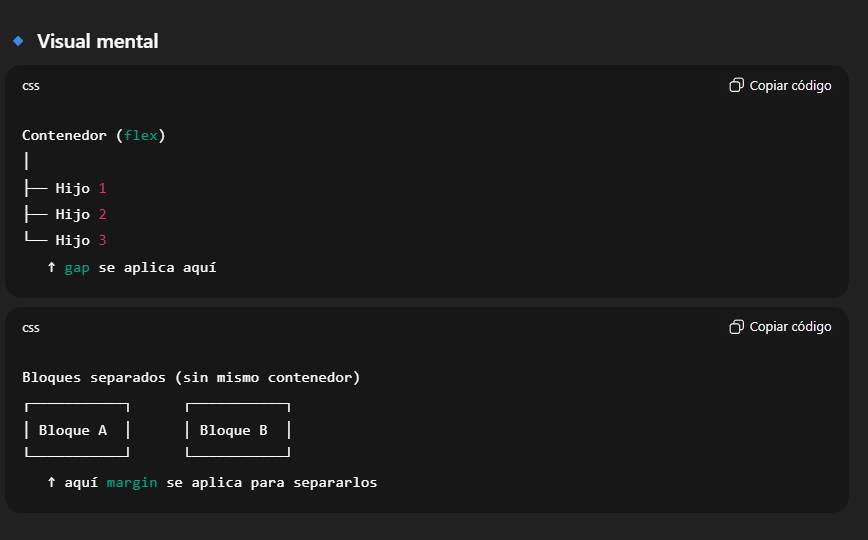 Visual mental
css
Copiar código
Contenedor (flex)
│
├── Hijo 1
├── Hijo 2
└── Hijo 3
   ↑ gap se aplica aquí
css
Copiar código
Bloques separados (sin mismo contenedor)
┌───────────┐      ┌───────────┐
│ Bloque A  │      │ Bloque B  │
└───────────┘      └───────────┘
   ↑ aquí margin se aplica para separarlos